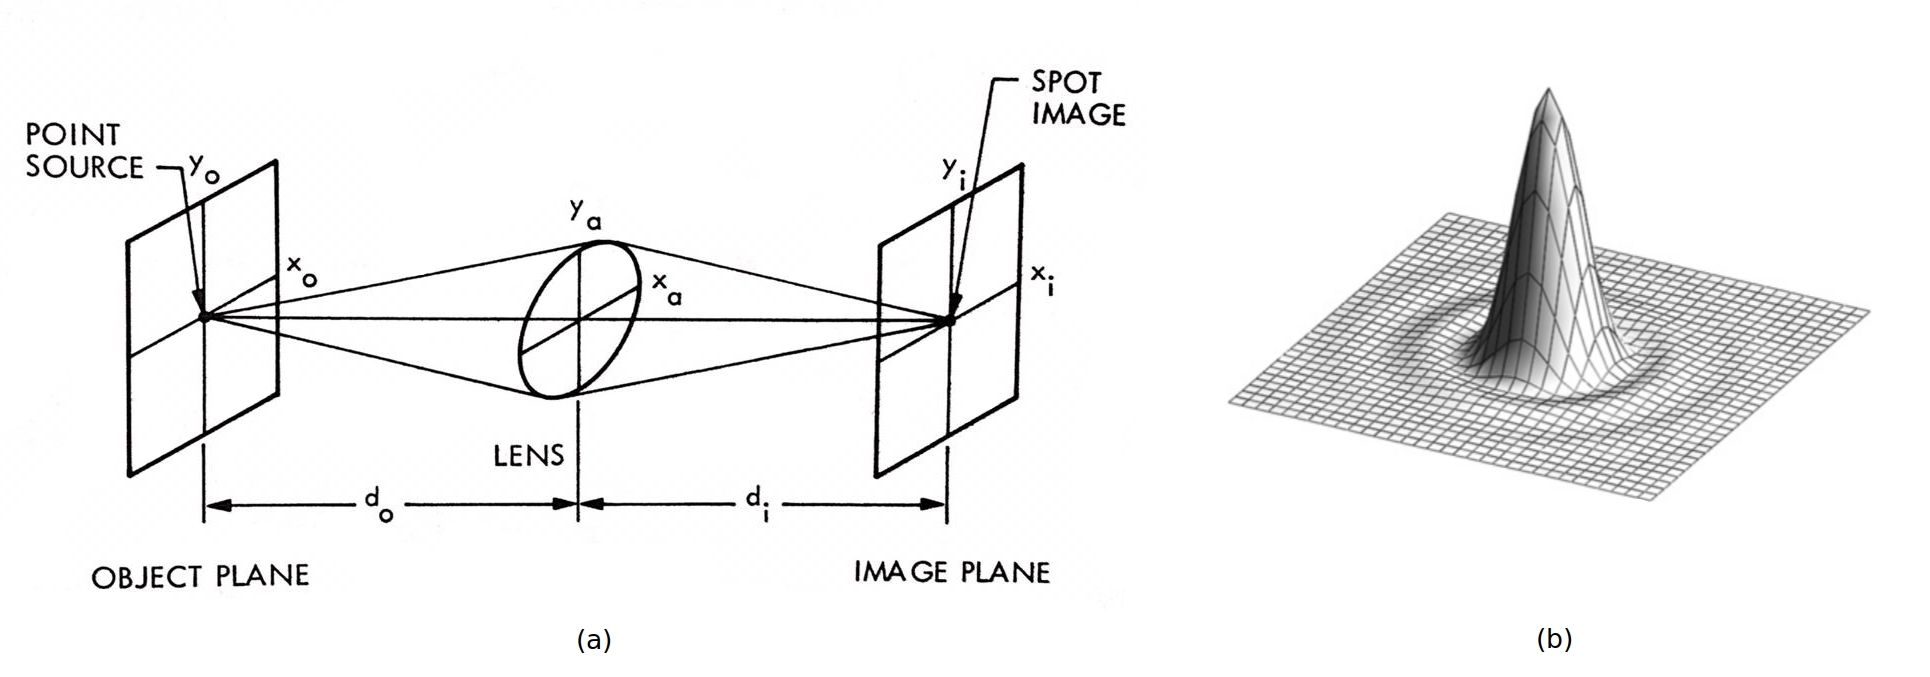 POINT
SOURCE
y_o
x_o
y_a
x_a
LENS
SPOT
IMAGE
y_i
x_i
d_o
d_i
OBJECT PLANE
IMAGE PLANE
(a)
(b)